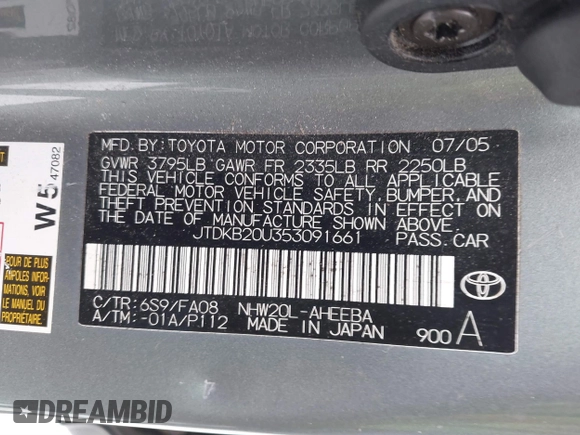 MFD.BY:TOYOTA MOTOR CORPORATION 07/05
GVWR 3795LB GAWR FR 2335LB RR 2250LB
THIS VEHICLE CONFORMS TO ALL APPLICABLE
FEDERAL MOTOR VEHICLE SAFETY, BUMPER, AND
THEFT PREVENTION STANDARDS IN EFFECT ON
THE DATE OF MANUFACTURE SHOWN ABOVE.
JTDKB20U353091661 PASS.CAR
C/TR: 6S9/FA08 NHW20L-AHEEBA
A/TM: -01A/P112 MADE IN JAPAN
900 A
TOYOTA
W5
47082
POUR DE PLUS
AMPLES INFOR-
MATIONS, VOIR
LE MANUEL DU
DREAMBID